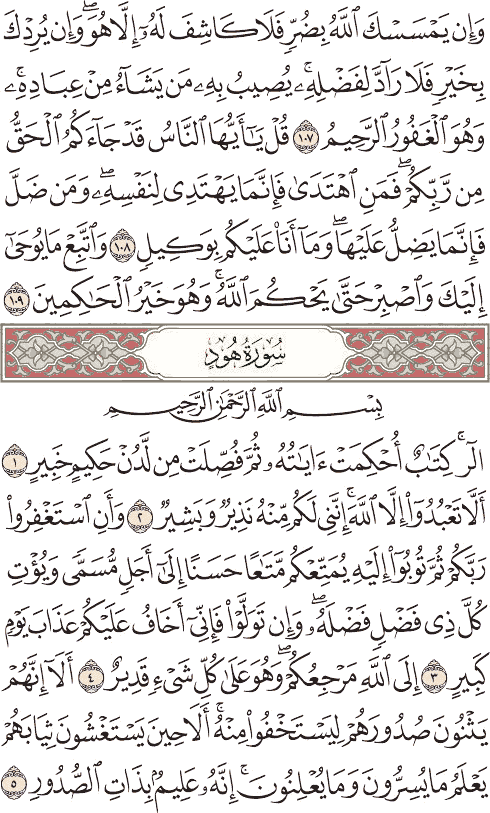 وَإِن يَمْسَسْكَ ٱللَّهُ بِضُرٍّ فَلَا كَاشِفَ لَهُۥٓ إِلَّا هُوَ ۖ وَإِن يُرِدْكَ
بِخَيْرٍ فَلَا رَآدَّ لِفَضْلِهِۦ ۚ يُصِيبُ بِهِۦ مَن يَشَآءُ مِنْ عِبَادِهِۦ ۚ
وَهُوَ ٱلْغَفُورُ ٱلرَّحِيمُ ١٠٧ قُلْ يَـٰٓأَيُّهَا ٱلنَّاسُ قَدْ جَآءَكُمُ ٱلْحَقُّ
مِن رَّبِّكُمْ ۖ فَمَنِ ٱهْتَدَىٰ فَإِنَّمَا يَهْتَدِى لِنَفْسِهِۦ ۖ وَمَن ضَلَّ
فَإِنَّمَا يَضِلُّ عَلَيْهَا ۖ وَمَآ أَنَا۠ عَلَيْكُم بِوَكِيلٍ ١٠٨ وَٱتَّبِعْ مَا يُوحَىٰٓ
إِلَيْكَ وَٱصْبِرْ حَتَّىٰ يَحْكُمَ ٱللَّهُ ۚ وَهُوَ خَيْرُ ٱلْحَـٰكِمِينَ ١٠٩
سُورَةُ هُودٍ
بِسْمِ ٱللَّهِ ٱلرَّحْمَـٰنِ ٱلرَّحِيمِ
الٓر ۚ كِتَـٰبٌ أُحْكِمَتْ ءَايَـٰتُهُۥ ثُمَّ فُصِّلَتْ مِن لَّدُنْ حَكِيمٍ خَبِيرٍ ١
أَلَّا تَعْبُدُوٓا۟ إِلَّا ٱللَّهَ ۚ إِنَّنِى لَكُم مِّنْهُ نَذِيرٌ وَبَشِيرٌ ٢ وَأَنِ ٱسْتَغْفِرُوا۟
رَبَّكُمْ ثُمَّ تُوبُوٓا۟ إِلَيْهِ يُمَتِّعْكُم مَّتَـٰعًا حَسَنًا إِلَىٰٓ أَجَلٍ مُّسَمًّى وَيُؤْتِ
كُلَّ ذِى فَضْلٍ فَضْلَهُۥ ۖ وَإِن تَوَلَّوْا۟ فَإِنِّىٓ أَخَافُ عَلَيْكُمْ عَذَابَ يَوْمٍ
كَبِيرٍ ٣ إِلَى ٱللَّهِ مَرْجِعُكُمْ ۖ وَهُوَ عَلَىٰ كُلِّ شَىْءٍ قَدِيرٌ ٤ أَلَآ إِنَّهُمْ
يَثْنُونَ صُدُورَهُمْ لِيَسْتَخْفُوا۟ مِنْهُ ۚ أَلَا حِينَ يَسْتَغْشُونَ ثِيَابَهُمْ
يَعْلَمُ مَا يُسِرُّونَ وَمَا يُعْلِنُونَ ۚ إِنَّهُۥ عَلِيمٌۢ بِذَاتِ ٱلصُّدُورِ ٥